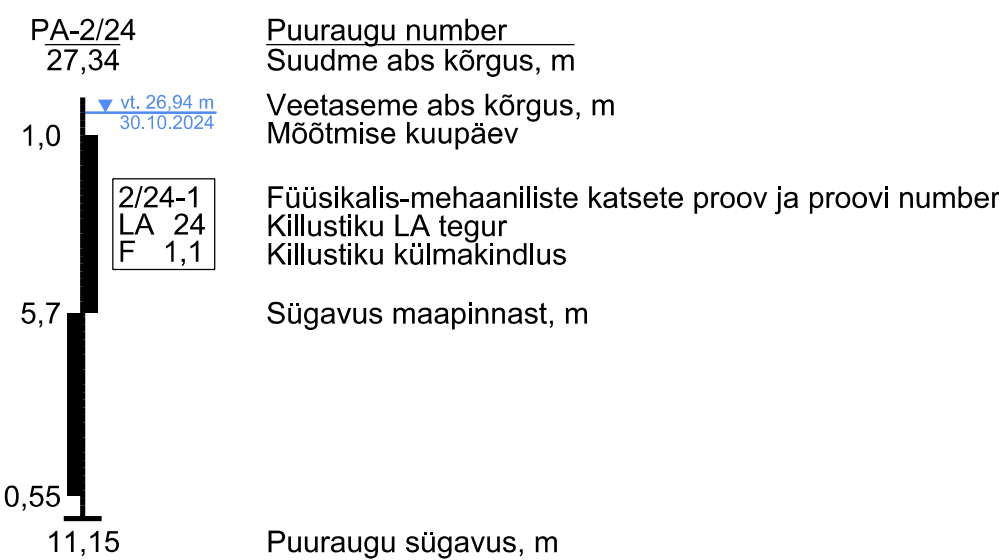 PA-2/24 Puuraugu number
27,34 Suudme abs kõrgus, m
vt. 26,94 m Veetaseme abs kõrgus, m
30.10.2024
1,0 Mõõtmise kuupäev
2/24-1 Füüsikalis-mehaaniliste katsete proov ja proovi number
LA 24 Killustiku LA tegur
F 1,1 Killustiku külmakindlus
5,7 Sügavus maapinnast, m
0,55
11,15 Puuraugu sügavus, m